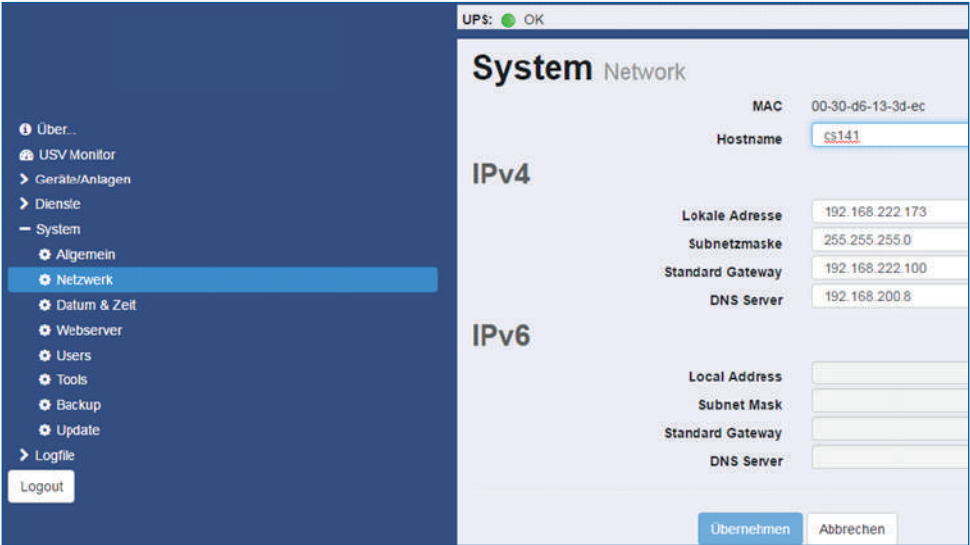 UPS: OK
Über...
USV Monitor
Geräte/Anlagen
Dienste
System
Allgemein
Netzwerk
Datum & Zeit
Webserver
Users
Tools
Backup
Update
Logfile
Logout
System Network
MAC 00-30-d6-13-3d-ec
Hostname cs141
IPv4
Lokale Adresse 192.168.222.173
Subnetzmaske 255.255.255.0
Standard Gateway 192.168.222.100
DNS Server 192.168.200.8
IPv6
Local Address
Subnet Mask
Standard Gateway
DNS Server
Übernehmen Abbrechen